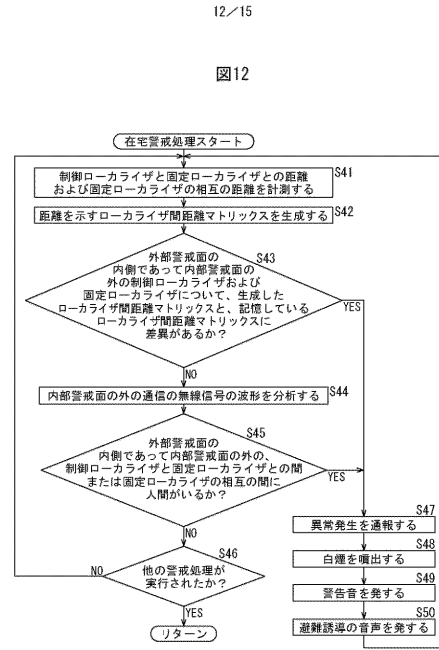 12／15
図12
在宅警戒処理スタート
制御ローカライザと固定ローカライザとの距離
および固定ローカライザの相互の距離を計測する
S41
距離を示すローカライザ間距離マトリックスを生成する
S42
外部警戒面の
内側であって内部警戒面の
外の制御ローカライザおよび
固定ローカライザについて、生成した
ローカライザ間距離マトリックスと、記憶している
ローカライザ間距離マトリックスに
差異があるか？
S43
YES
NO
内部警戒面の外の通信の無線信号の波形を分析する
S44
外部警戒面の
内側であって内部警戒面の外の、
制御ローカライザと固定ローカライザとの間
または固定ローカライザの相互の間に
人間がいるか？
S45
YES
NO
他の警戒処理が
実行されたか？
S46
NO
YES
リターン
異常発生を通報する
S47
白煙を噴出する
S48
警告音を発する
S49
避難誘導の音声を発する
S50